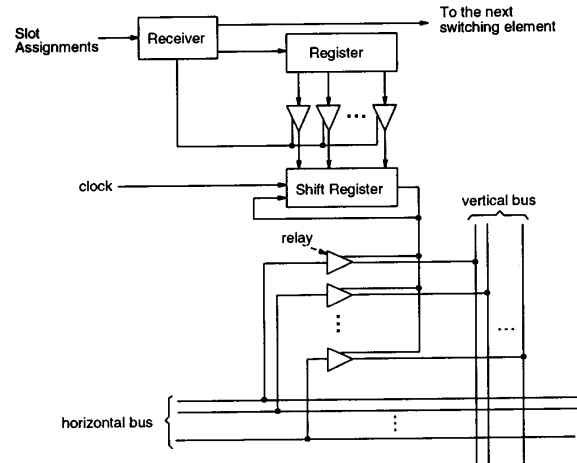 To the next
switching element
Slot
Assignments
Receiver
Register
clock
Shift Register
vertical bus
relay
horizontal bus